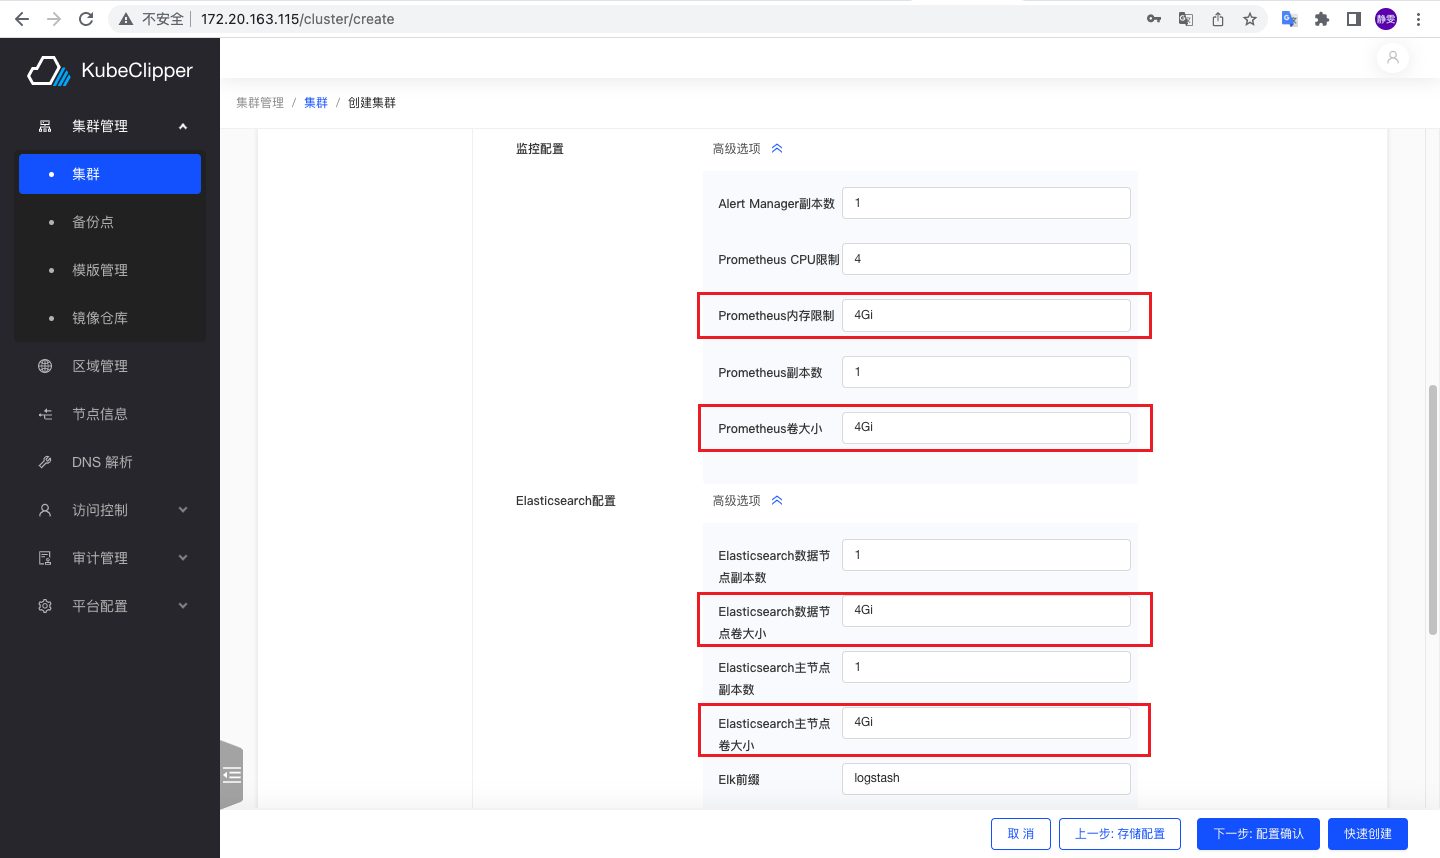 不安全 172.20.163.115/cluster/create
静雯
KubeClipper
集群管理
集群
备份点
模版管理
镜像仓库
区域管理
节点信息
DNS 解析
访问控制
审计管理
平台配置
集群管理 / 集群 / 创建集群
监控配置 高级选项
Alert Manager副本数 1
Prometheus CPU限制 4
Prometheus内存限制 4Gi
Prometheus副本数 1
Prometheus卷大小 4Gi
Elasticsearch配置 高级选项
Elasticsearch数据节 1
点副本数
Elasticsearch数据节 4Gi
点卷大小
Elasticsearch主节点 1
副本数
Elasticsearch主节点 4Gi
卷大小
Elk前缀 logstash
取 消 上一步: 存储配置 下一步: 配置确认 快速创建